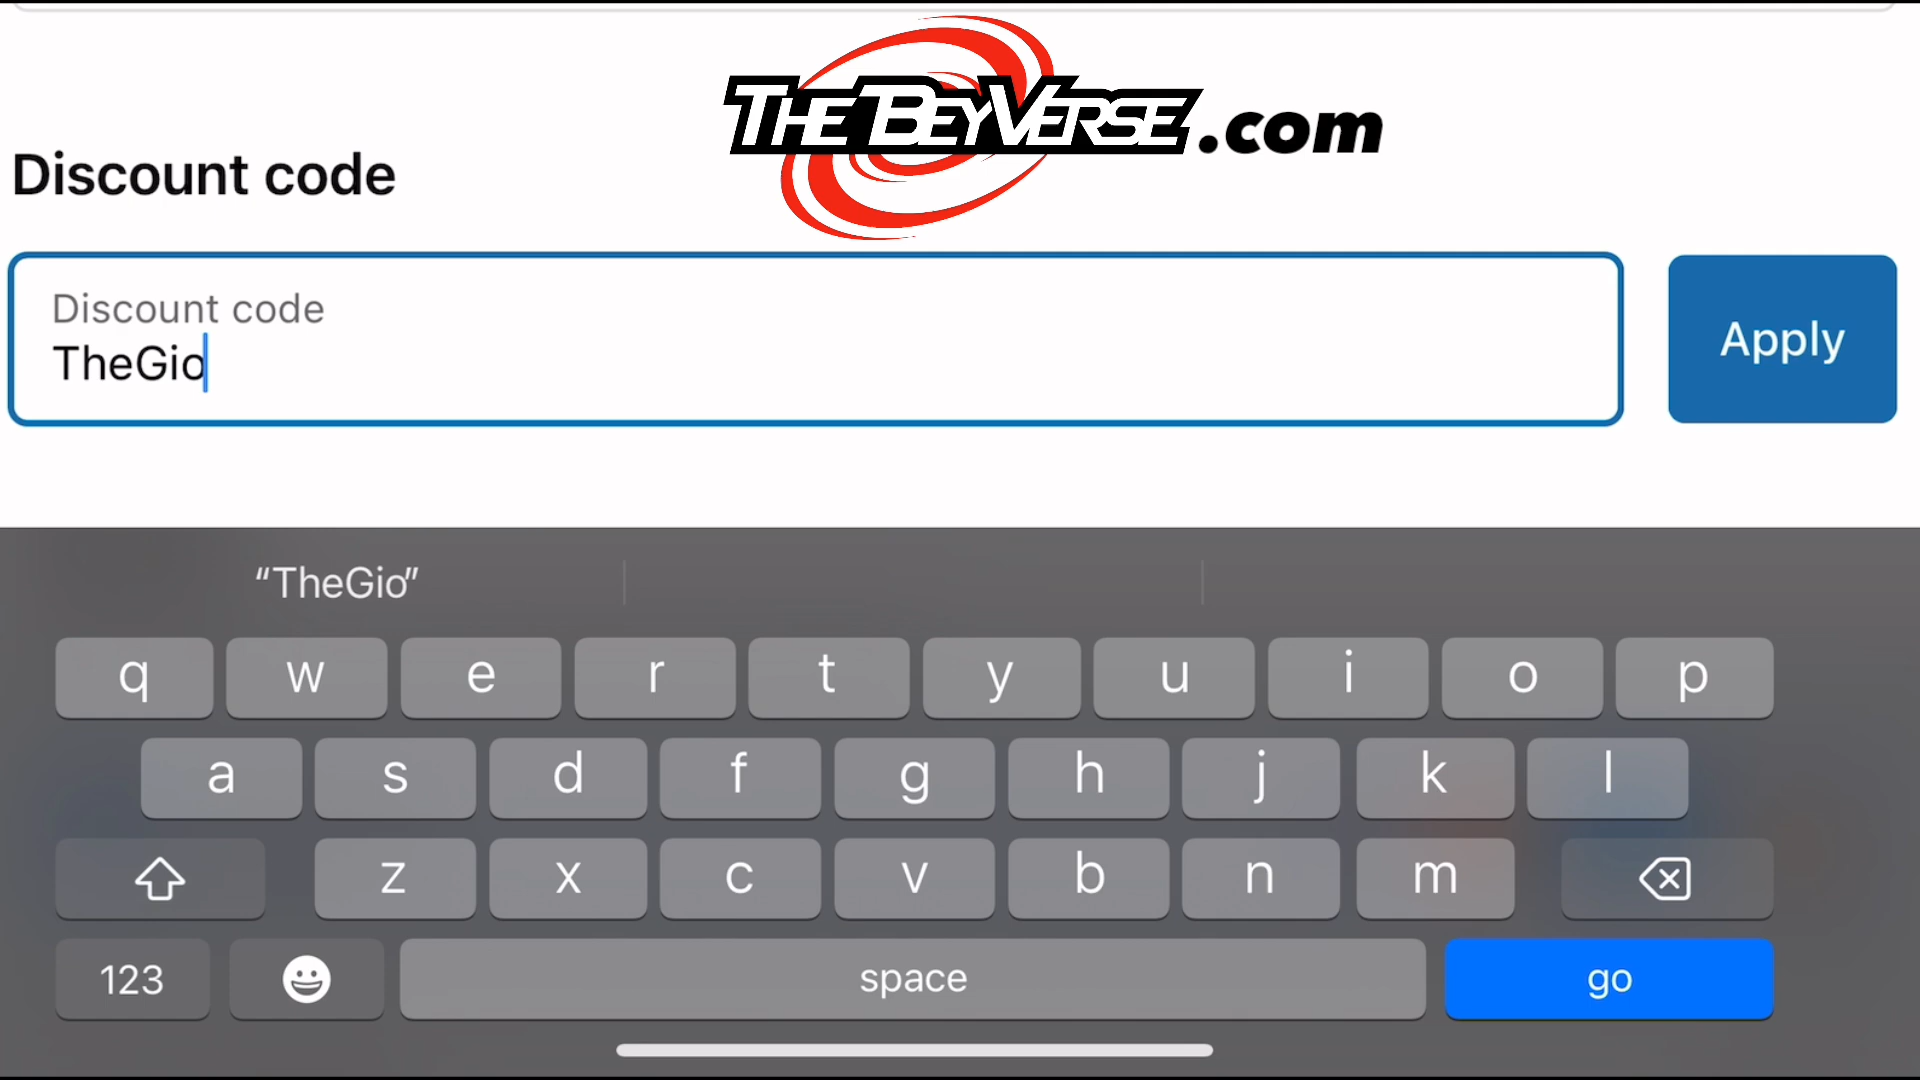 THE BEYVERSE.com
Discount code
Discount code
TheGio
Apply
“TheGio”
q w e r t y u i o p
a s d f g h j k l
z x c v b n m
123 space go